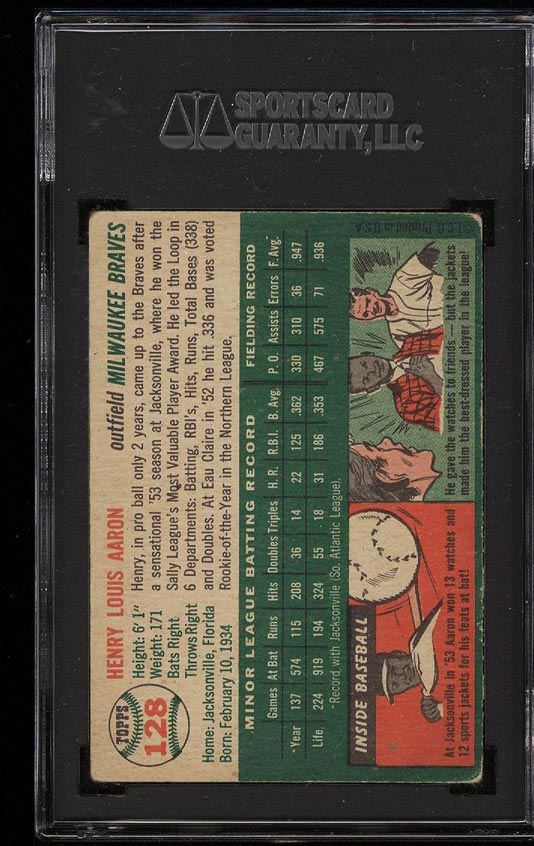 SPORTSCARD
GUARANTY, LLC
TOPPS
128
HENRY LOUIS AARON
outfield MILWAUKEE BRAVES
Height: 6' 1"
Weight: 171
Bats Right
Throws Right
Home: Jacksonville, Florida
Born: February 10, 1934
Henry, in pro ball only 2 years, came up to the Braves after
a sensational '53 season at Jacksonville, where he won the
Sally League's Most Valuable Player Award. He led the Loop in
6 Departments: Batting, RBI's, Hits, Runs, Total Bases (338)
and Doubles. At Eau Claire in '52 he hit .336 and was voted
Rookie-of-the-Year in the Northern League.
MINOR LEAGUE BATTING RECORD FIELDING RECORD
Games At Bat Runs Hits Doubles Triples H. R. R.B.I. B. Avg. P. O. Assists Errors F. Avg.
*Year 137 574 115 208 36 14 22 125 .362 330 310 36 .947
Life 224 919 194 324 55 18 31 186 .353 467 575 71 .936
*Record with Jacksonville (So. Atlantic League).
INSIDE BASEBALL
At Jacksonville in '53 Aaron won 13 watches and
12 sports jackets for his feats at bat!
He gave the watches to friends — but the jackets
made him the best-dressed player in the league!
©T.C.G. Printed in U.S.A.